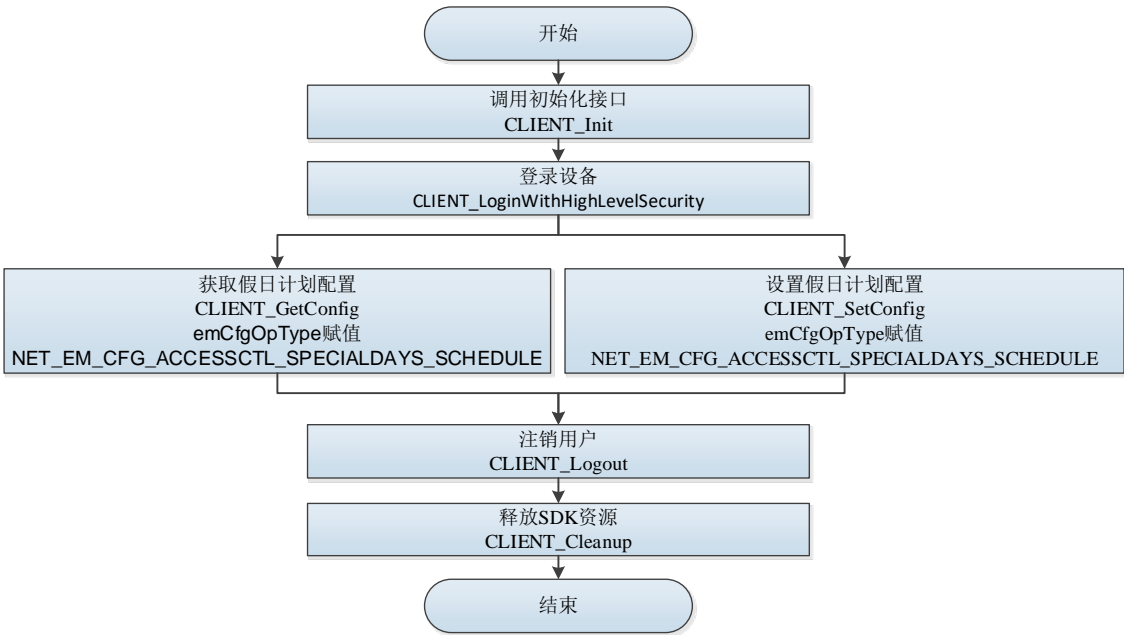 开始
调用初始化接口
CLIENT_Init
登录设备
CLIENT_LoginWithHighLevelSecurity
获取假日计划配置
CLIENT_GetConfig
emCfgOpType赋值
NET_EM_CFG_ACCESSCTL_SPECIALDAYS_SCHEDULE
设置假日计划配置
CLIENT_SetConfig
emCfgOpType赋值
NET_EM_CFG_ACCESSCTL_SPECIALDAYS_SCHEDULE
注销用户
CLIENT_Logout
释放SDK资源
CLIENT_Cleanup
结束